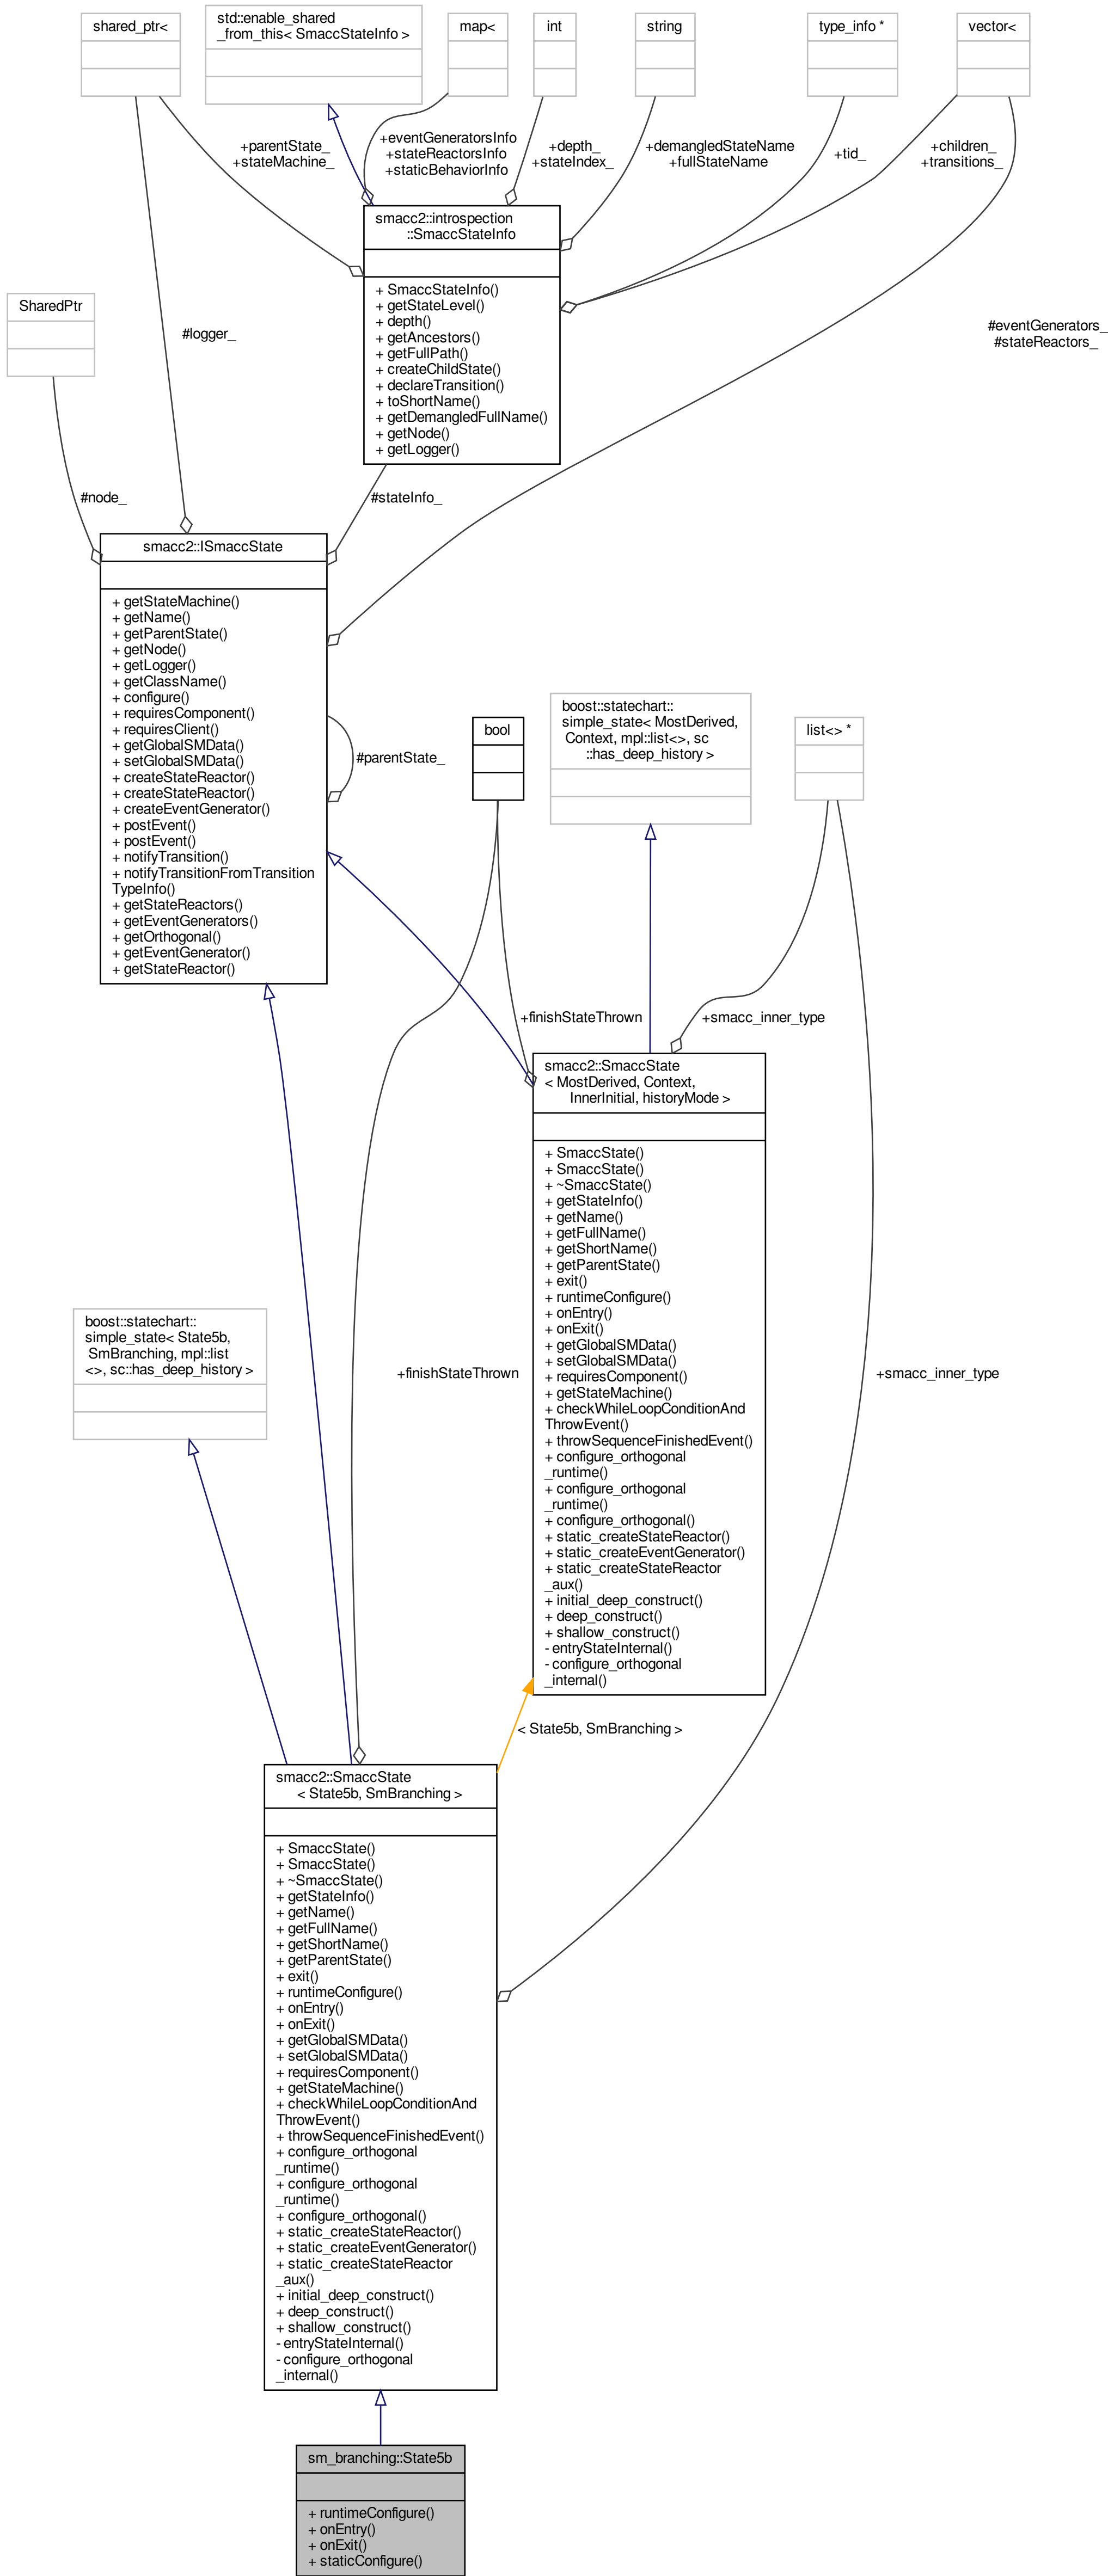 shared_ptr<
std::enable_shared
_from_this< SmaccStateInfo >
map<
int
string
type_info *
vector<
+parentState_
+stateMachine_
+eventGeneratorsInfo
+stateReactorsInfo
+staticBehaviorInfo
+depth_
+stateIndex_
+demangledStateName
+fullStateName
+tid_
+children_
+transitions_
smacc2::introspection
::SmaccStateInfo
+ SmaccStateInfo()
+ getStateLevel()
+ depth()
+ getAncestors()
+ getFullPath()
+ createChildState()
+ declareTransition()
+ toShortName()
+ getDemangledFullName()
+ getNode()
+ getLogger()
SharedPtr
#logger_
#eventGenerators_
#stateReactors_
#node_
#stateInfo_
smacc2::ISmaccState
+ getStateMachine()
+ getName()
+ getParentState()
+ getNode()
+ getLogger()
+ getClassName()
+ configure()
+ requiresComponent()
+ requiresClient()
+ getGlobalSMData()
+ setGlobalSMData()
+ createStateReactor()
+ createStateReactor()
+ createEventGenerator()
+ postEvent()
+ postEvent()
+ notifyTransition()
+ notifyTransitionFromTransition
TypeInfo()
+ getStateReactors()
+ getEventGenerators()
+ getOrthogonal()
+ getEventGenerator()
+ getStateReactor()
#parentState_
bool
boost::statechart::
simple_state< MostDerived,
Context, mpl::list<>, sc
::has_deep_history >
list<> *
+finishStateThrown
+smacc_inner_type
smacc2::SmaccState
< MostDerived, Context,
InnerInitial, historyMode >
+ SmaccState()
+ SmaccState()
+ ~SmaccState()
+ getStateInfo()
+ getName()
+ getFullName()
+ getShortName()
+ getParentState()
+ exit()
+ runtimeConfigure()
+ onEntry()
+ onExit()
+ getGlobalSMData()
+ setGlobalSMData()
+ requiresComponent()
+ getStateMachine()
+ checkWhileLoopConditionAnd
ThrowEvent()
+ throwSequenceFinishedEvent()
+ configure_orthogonal
_runtime()
+ configure_orthogonal
_runtime()
+ configure_orthogonal()
+ static_createStateReactor()
+ static_createEventGenerator()
+ static_createStateReactor
_aux()
+ initial_deep_construct()
+ deep_construct()
+ shallow_construct()
- entryStateInternal()
- configure_orthogonal
_internal()
boost::statechart::
simple_state< State5b,
SmBranching, mpl::list
<>, sc::has_deep_history >
+finishStateThrown
+smacc_inner_type
< State5b, SmBranching >
smacc2::SmaccState
< State5b, SmBranching >
+ SmaccState()
+ SmaccState()
+ ~SmaccState()
+ getStateInfo()
+ getName()
+ getFullName()
+ getShortName()
+ getParentState()
+ exit()
+ runtimeConfigure()
+ onEntry()
+ onExit()
+ getGlobalSMData()
+ setGlobalSMData()
+ requiresComponent()
+ getStateMachine()
+ checkWhileLoopConditionAnd
ThrowEvent()
+ throwSequenceFinishedEvent()
+ configure_orthogonal
_runtime()
+ configure_orthogonal
_runtime()
+ configure_orthogonal()
+ static_createStateReactor()
+ static_createEventGenerator()
+ static_createStateReactor
_aux()
+ initial_deep_construct()
+ deep_construct()
+ shallow_construct()
- entryStateInternal()
- configure_orthogonal
_internal()
sm_branching::State5b
+ runtimeConfigure()
+ onEntry()
+ onExit()
+ staticConfigure()